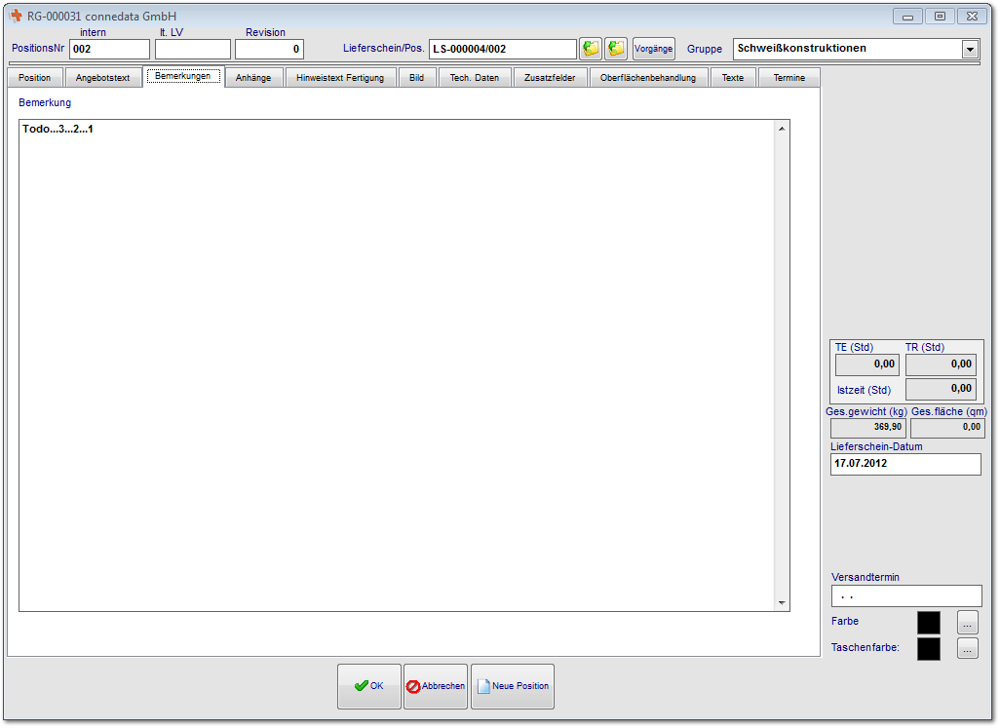 RG-000031 connedata GmbH
intern lt. LV Revision
PositionsNr 002 0 Lieferschein/Pos. LS-000004/002 Vorgänge Gruppe Schweißkonstruktionen
Position Angebotstext Bemerkungen Anhänge Hinweistext Fertigung Bild Tech. Daten Zusatzfelder Oberflächenbehandlung Texte Termine
Bemerkung
Todo...3...2...1
TE (Std) TR (Std)
0,00 0,00
Istzeit (Std) 0,00
Ges.gewicht (kg) Ges.fläche (qm)
369,90 0,00
Lieferschein-Datum
17.07.2012
Versandtermin
. .
Farbe ...
Taschenfarbe: ...
OK Abbrechen Neue Position